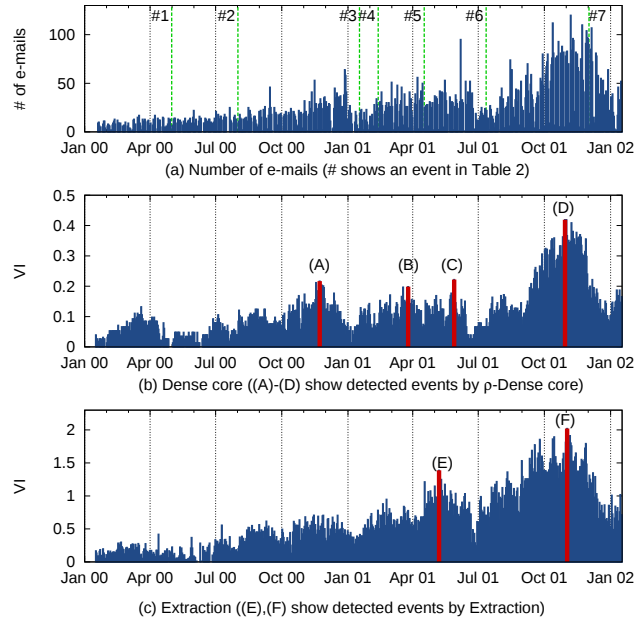 #1 #2 #3 #4 #5 #6 #7
# of e-mails
100
50
0
Jan 00 Apr 00 Jul 00 Oct 00 Jan 01 Apr 01 Jul 01 Oct 01 Jan 02
(a) Number of e-mails (# shows an event in Table 2)
VI
0.5
0.4
0.3
0.2
0.1
0
(A) (B) (C) (D)
Jan 00 Apr 00 Jul 00 Oct 00 Jan 01 Apr 01 Jul 01 Oct 01 Jan 02
(b) Dense core ((A)-(D) show detected events by ρ-Dense core)
VI
2
1.5
1
0.5
0
(E) (F)
Jan 00 Apr 00 Jul 00 Oct 00 Jan 01 Apr 01 Jul 01 Oct 01 Jan 02
(c) Extraction ((E),(F) show detected events by Extraction)